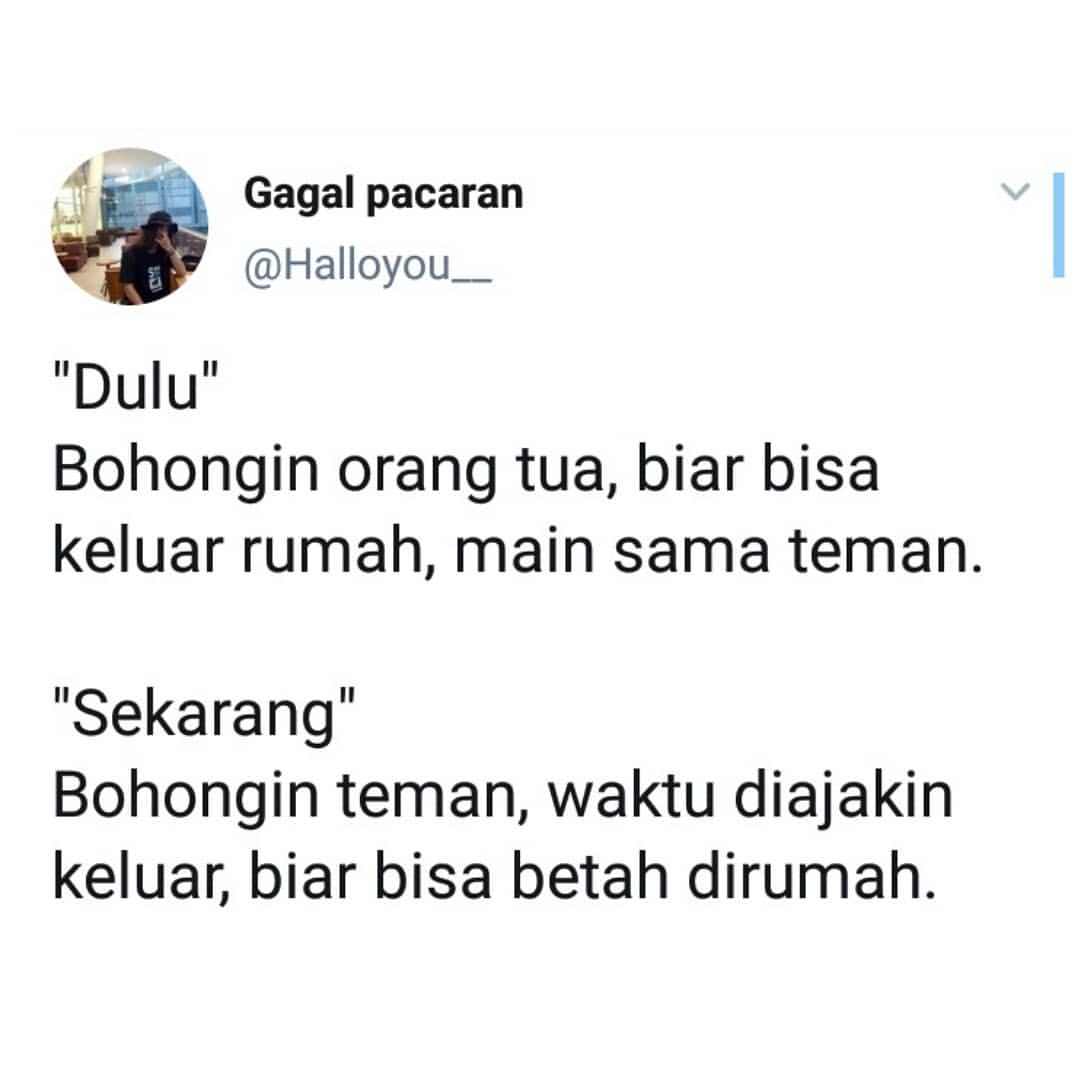 Gagal pacaran
@Halloyou__
"Dulu"
Bohongin orang tua, biar bisa
keluar rumah, main sama teman.
"Sekarang"
Bohongin teman, waktu diajakin
keluar, biar bisa betah dirumah.